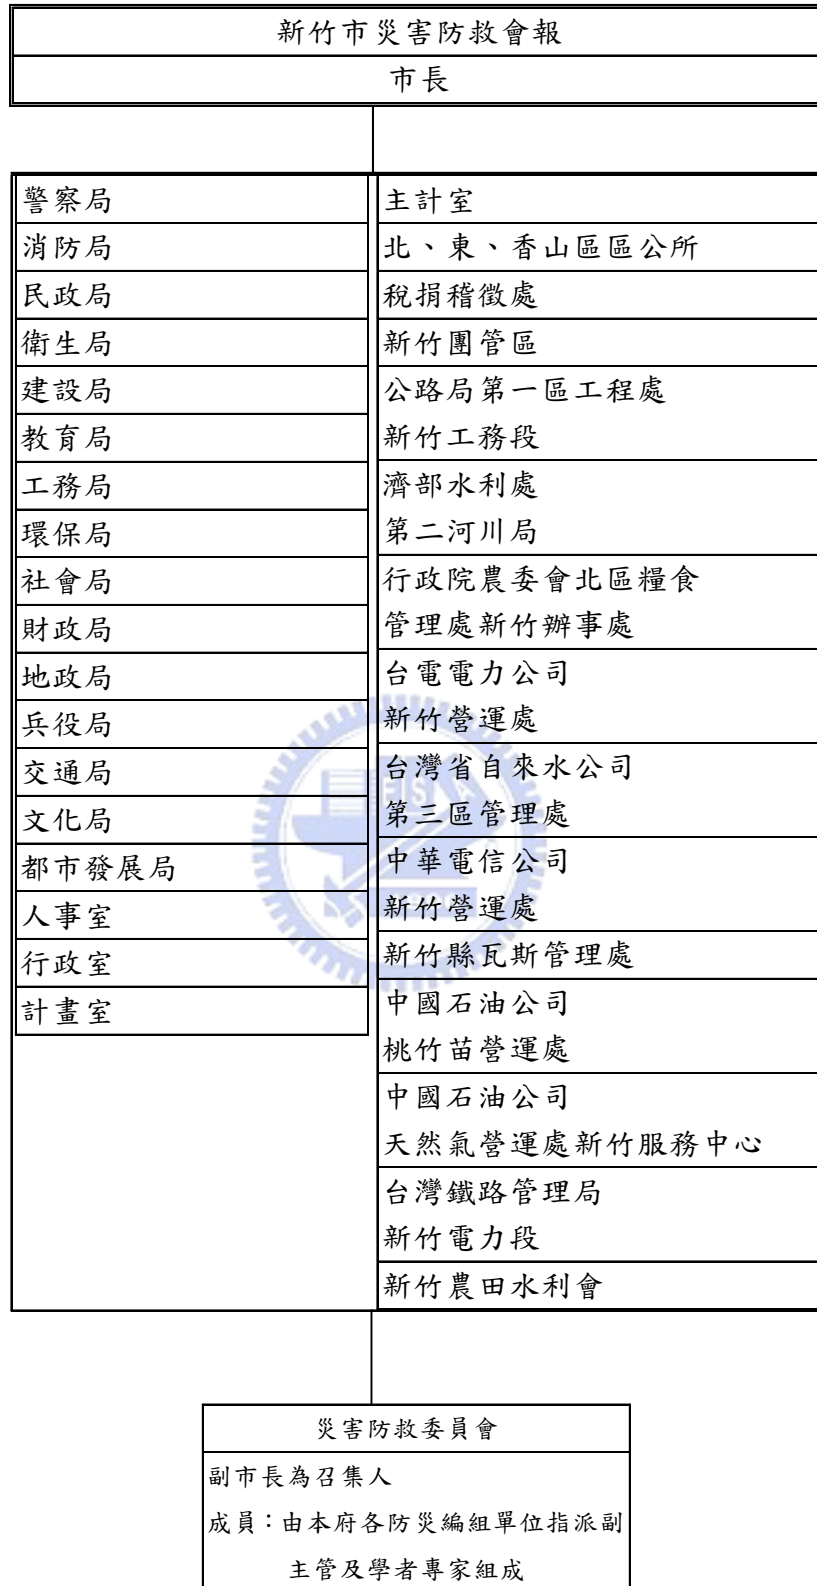 新竹市災害防救會報
市長
警察局
消防局
民政局
衛生局
建設局
教育局
工務局
環保局
社會局
財政局
地政局
兵役局
交通局
文化局
都市發展局
人事室
行政室
計畫室
主計室
北、東、香山區區公所
稅捐稽徵處
新竹團管區
公路局第一區工程處
新竹工務段
濟部水利處
第二河川局
行政院農委會北區糧食
管理處新竹辦事處
台電電力公司
新竹營運處
台灣省自來水公司
第三區管理處
中華電信公司
新竹營運處
新竹縣瓦斯管理處
中國石油公司
桃竹苗營運處
中國石油公司
天然氣營運處新竹服務中心
台灣鐵路管理局
新竹電力段
新竹農田水利會
災害防救委員會
副市長為召集人
成員：由本府各防災編組單位指派副
主管及學者專家組成